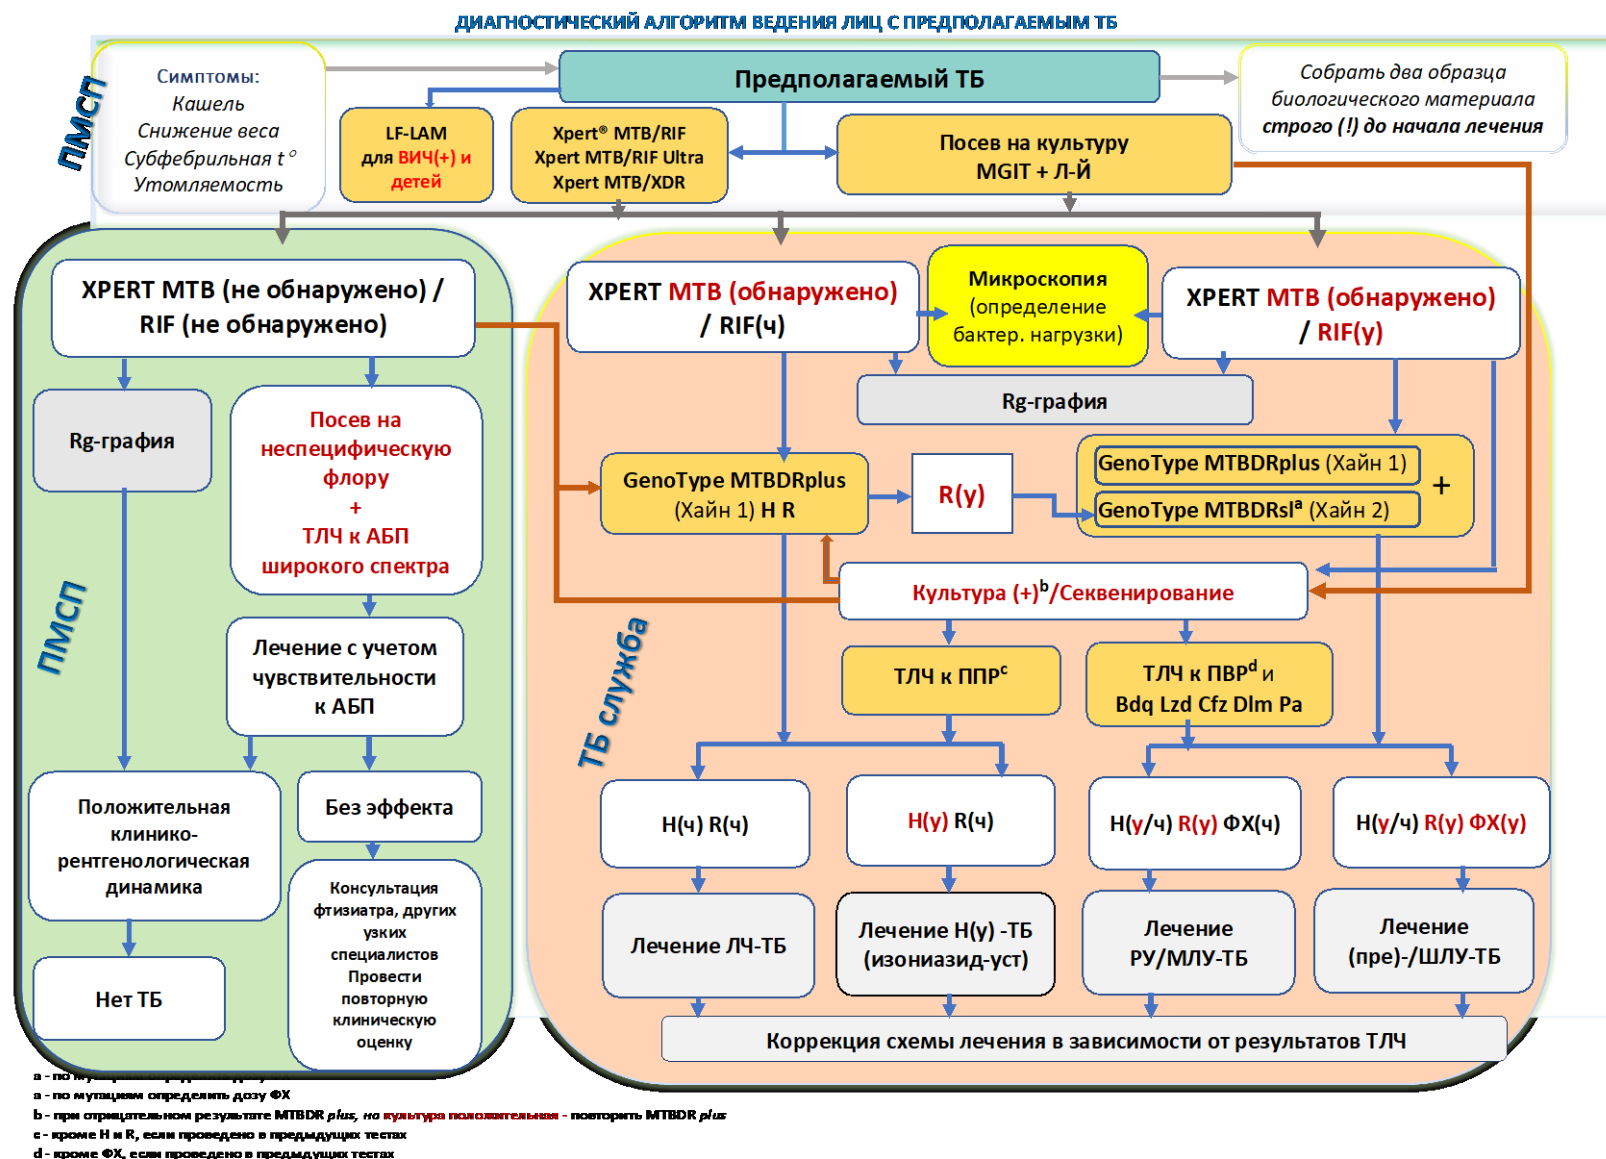 ДИАГНОСТИЧЕСКИЙ АЛГОРИТМ ВЕДЕНИЯ ЛИЦ С ПРЕДПОЛАГАЕМЫМ ТБ
ПМСП
Симптомы:
Кашель
Снижение веса
Субфебрильная t°
Утомляемость
Предполагаемый ТБ
Собрать два образца
биологического материала
строго (!) до начала лечения
LF-LAM
для ВИЧ(+) и
детей
Xpert® MTB/RIF
Xpert MTB/RIF Ultra
Xpert MTB/XDR
Посев на культуру
MGIT + Л-Й
XPERT MTB (не обнаружено) /
RIF (не обнаружено)
XPERT MTB (обнаружено)
/ RIF(ч)
Микроскопия
(определение
бактер. нагрузки)
XPERT MTB (обнаружено)
/ RIF(у)
Rg-графия
Rg-графия
Посев на
неспецифическую
флору
+
ТЛЧ к АБП
широкого спектра
GenoType MTBDRplus
(Хайн 1) H R
R(у)
GenoType MTBDRplus (Хайн 1)
+
GenoType MTBDRslª (Хайн 2)
Культура (+)ᵇ/Секвенирование
ПМСП
ТБ служба
Лечение с учетом
чувствительности
к АБП
ТЛЧ к ППРᶜ
ТЛЧ к ПВРᵈ и
Bdq Lzd Cfz Dlm Pa
Положительная
клинико-
рентгенологическая
динамика
Без эффекта
H(ч) R(ч)
H(у) R(ч)
H(у/ч) R(у) ФХ(ч)
H(у/ч) R(у) ФХ(у)
Консультация
фтизиатра, других
узких
специалистов
Провести
повторную
клиническую
оценку
Нет ТБ
Лечение ЛЧ-ТБ
Лечение H(у) -ТБ
(изониазид-уст)
Лечение
РУ/МЛУ-ТБ
Лечение
(пре)-/ШЛУ-ТБ
Коррекция схемы лечения в зависимости от результатов ТЛЧ
a - по мутациям определить дозу ФХ
b - при отрицательном результате MTBDR plus, но культура положительная - повторить MTBDR plus
c - кроме H и R, если проведено в предыдущих тестах
d - кроме ФХ, если проведено в предыдущих тестах